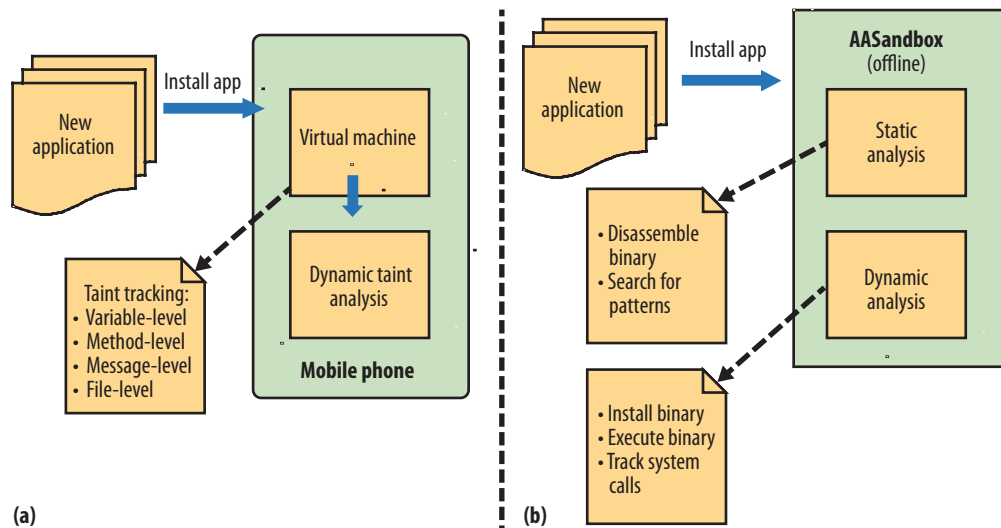 New
application
Install app
Virtual machine
Dynamic taint
analysis
Mobile phone
Taint tracking:
• Variable-level
• Method-level
• Message-level
• File-level
(a)
New
application
Install app
AASandbox
(offline)
Static
analysis
Dynamic
analysis
• Disassemble
binary
• Search for
patterns
• Install binary
• Execute binary
• Track system
calls
(b)